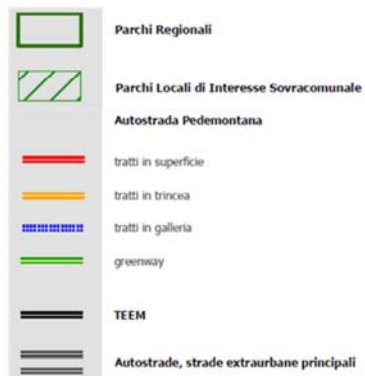 Parchi Regionali
Parchi Locali di Interesse Sovracomunale
Autostrada Pedemontana
tratti in superficie
tratti in trincea
tratti in galleria
greenway
TEEM
Autostrade, strade extraurbane principali